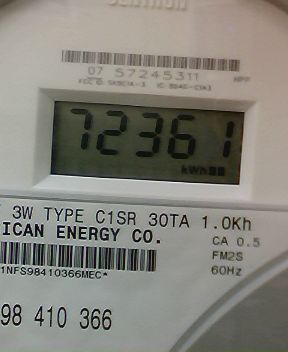 CENTRON
07 57245311
72361
kWh
3W TYPE C1SR 30TA 1.0Kh
ICAN ENERGY CO.
CA 0.5
FM2S
60Hz
1NFS98410366MEC*
98 410 366